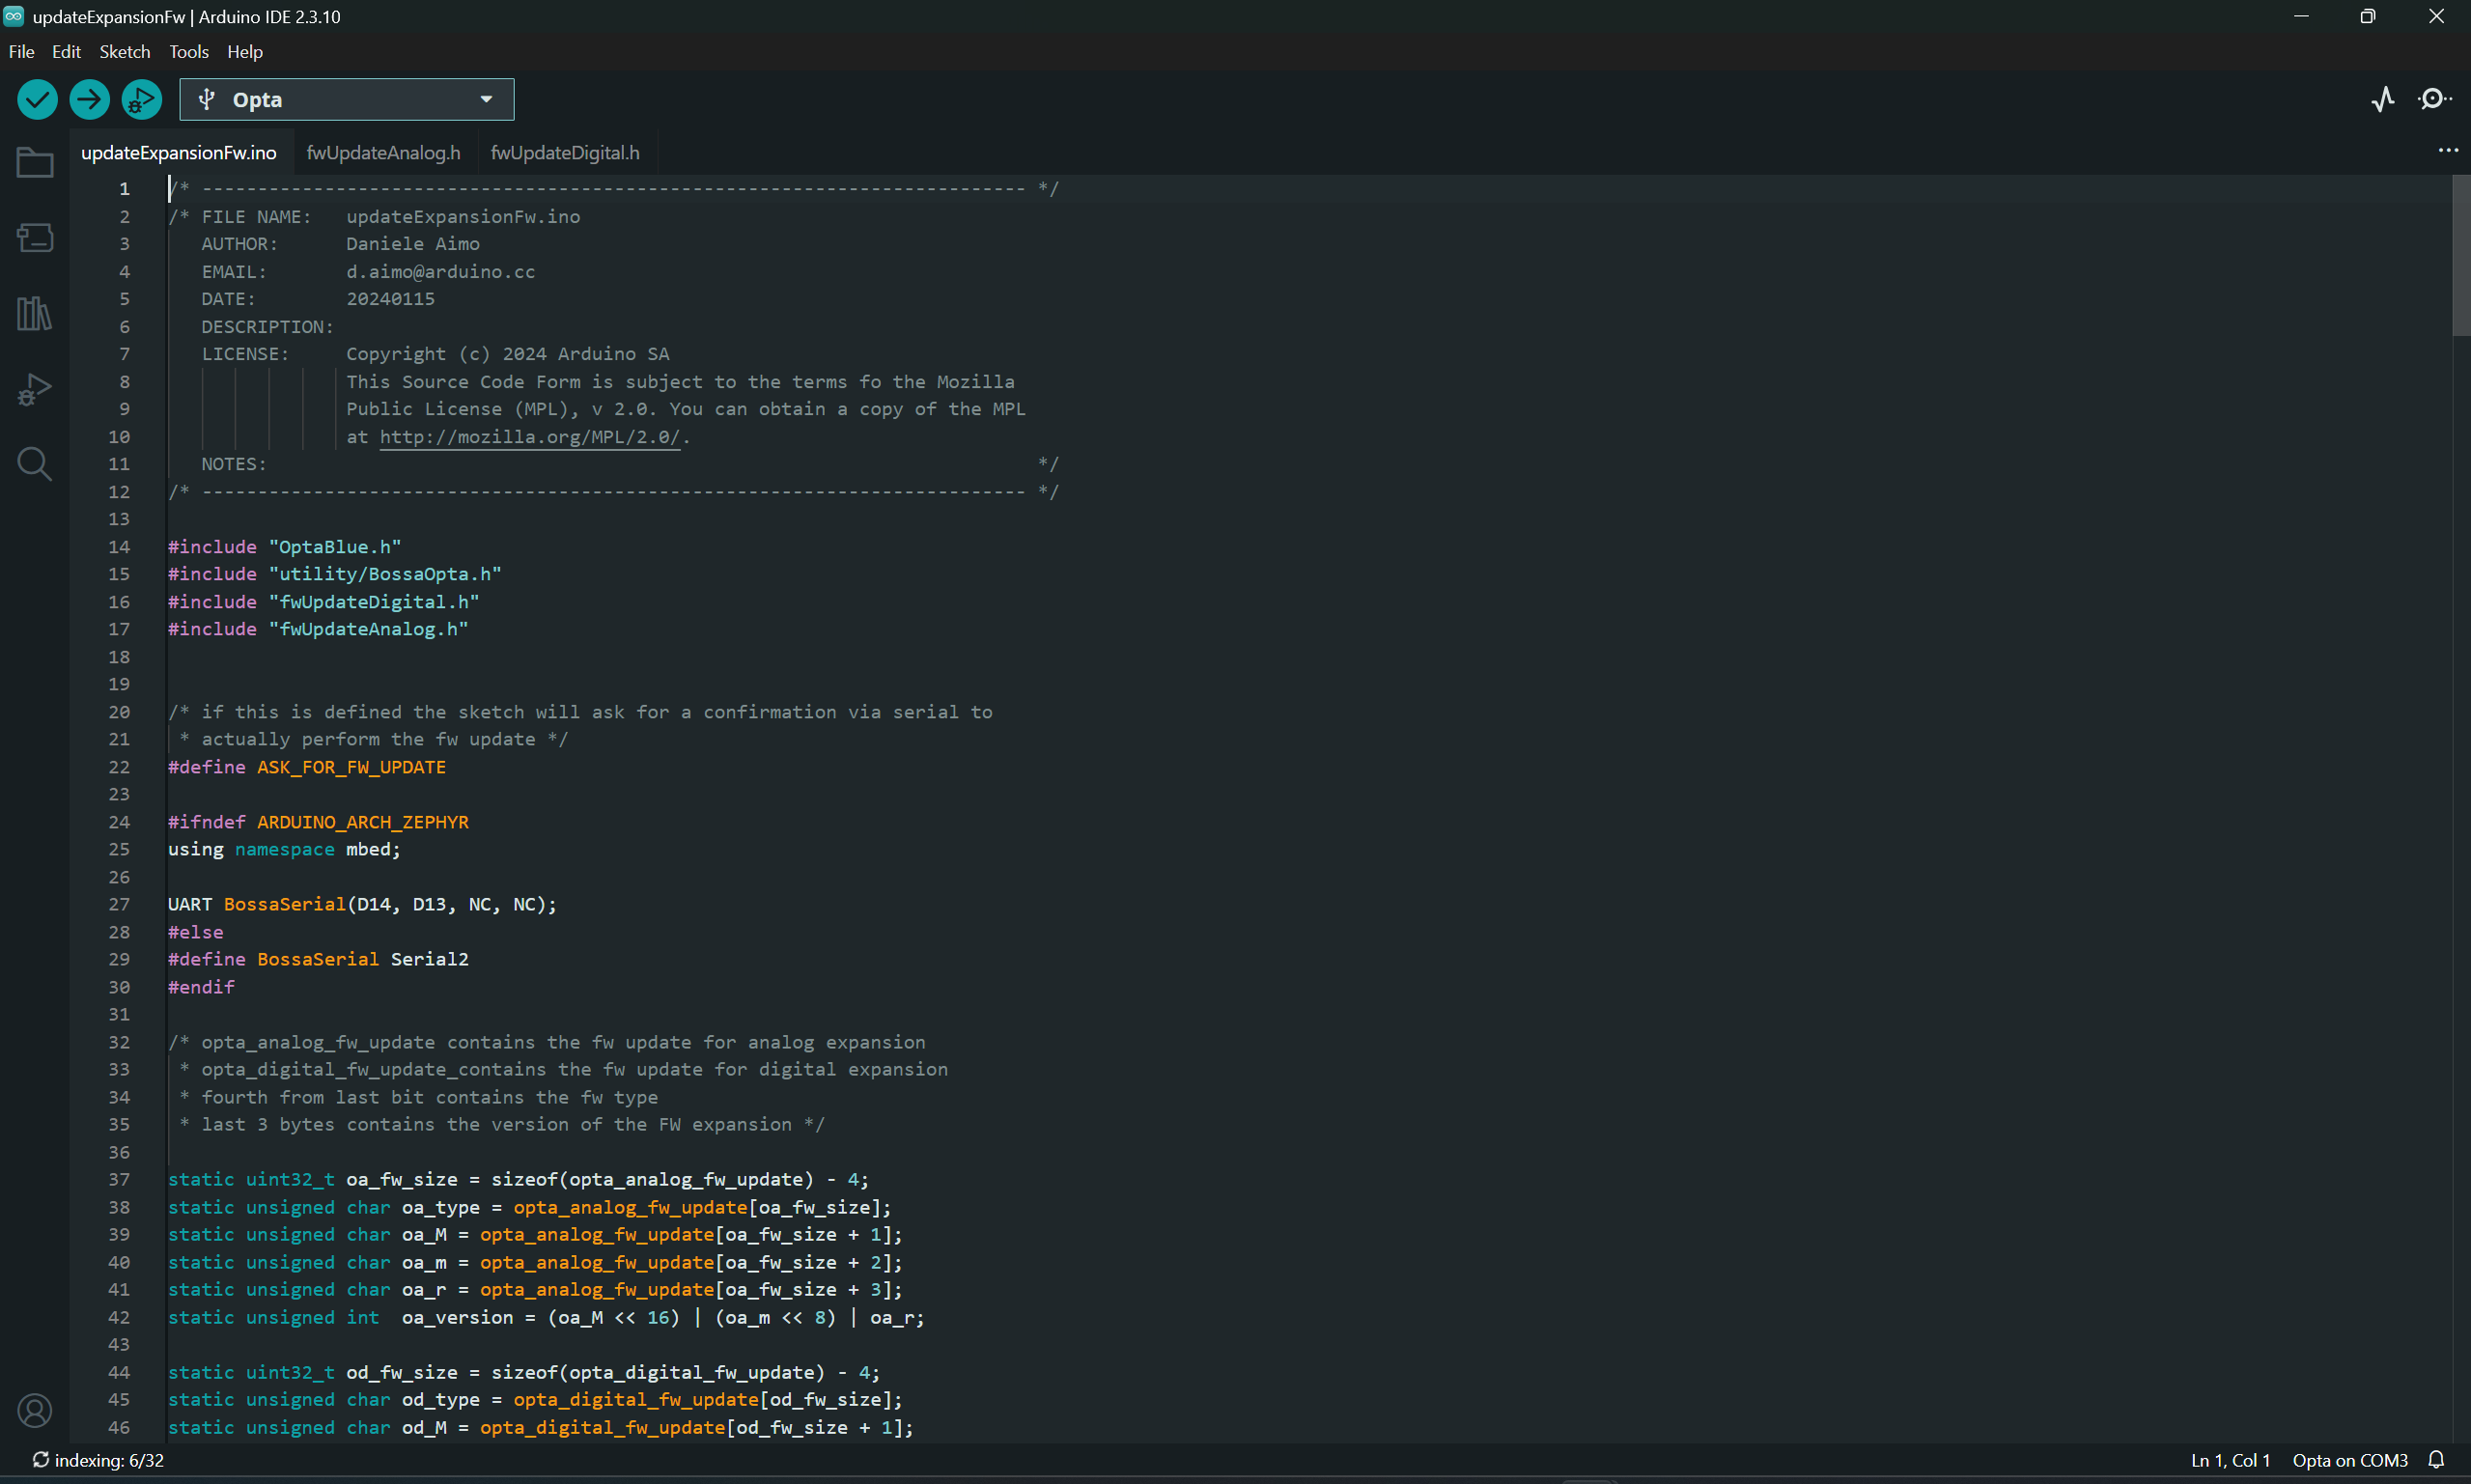 updateExpansionFw | Arduino IDE 2.3.10
File Edit Sketch Tools Help
Opta
updateExpansionFw.ino fwUpdateAnalog.h fwUpdateDigital.h
1 /* -------------------------------------------------------------------------- */
2 /* FILE NAME:   updateExpansionFw.ino
3    AUTHOR:      Daniele Aimo
4    EMAIL:       d.aimo@arduino.cc
5    DATE:        20240115
6    DESCRIPTION:
7    LICENSE:     Copyright (c) 2024 Arduino SA
8                 This Source Code Form is subject to the terms fo the Mozilla
9                 Public License (MPL), v 2.0. You can obtain a copy of the MPL
10                at http://mozilla.org/MPL/2.0/.
11   NOTES:                                                                     */
12 /* -------------------------------------------------------------------------- */
13
14 #include "OptaBlue.h"
15 #include "utility/BossaOpta.h"
16 #include "fwUpdateDigital.h"
17 #include "fwUpdateAnalog.h"
18
19
20 /* if this is defined the sketch will ask for a confirmation via serial to
21  * actually perform the fw update */
22 #define ASK_FOR_FW_UPDATE
23
24 #ifndef ARDUINO_ARCH_ZEPHYR
25 using namespace mbed;
26
27 UART BossaSerial(D14, D13, NC, NC);
28 #else
29 #define BossaSerial Serial2
30 #endif
31
32 /* opta_analog_fw_update contains the fw update for analog expansion
33  * opta_digital_fw_update_contains the fw update for digital expansion
34  * fourth from last bit contains the fw type
35  * last 3 bytes contains the version of the FW expansion */
36
37 static uint32_t oa_fw_size = sizeof(opta_analog_fw_update) - 4;
38 static unsigned char oa_type = opta_analog_fw_update[oa_fw_size];
39 static unsigned char oa_M = opta_analog_fw_update[oa_fw_size + 1];
40 static unsigned char oa_m = opta_analog_fw_update[oa_fw_size + 2];
41 static unsigned char oa_r = opta_analog_fw_update[oa_fw_size + 3];
42 static unsigned int  oa_version = (oa_M << 16) | (oa_m << 8) | oa_r;
43
44 static uint32_t od_fw_size = sizeof(opta_digital_fw_update) - 4;
45 static unsigned char od_type = opta_digital_fw_update[od_fw_size];
46 static unsigned char od_M = opta_digital_fw_update[od_fw_size + 1];
indexing: 6/32 Ln 1, Col 1 Opta on COM3